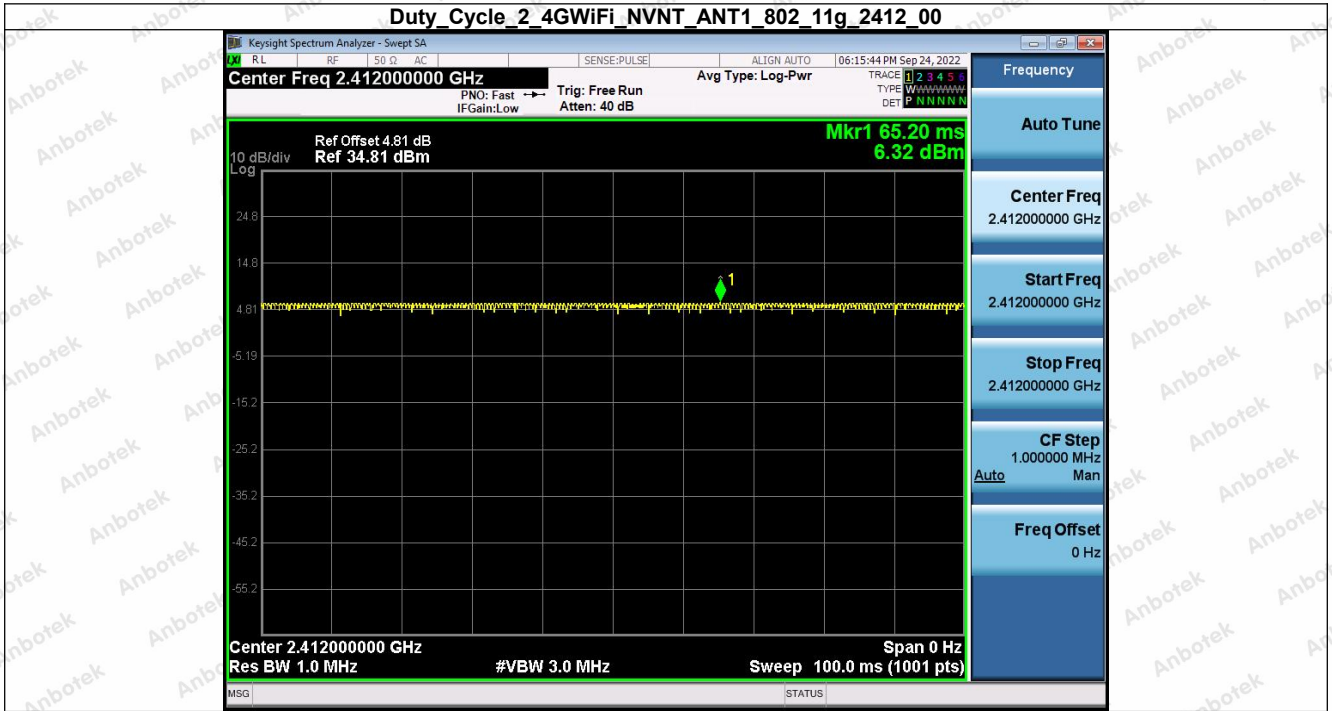 Duty_Cycle_2_4GWiFi_NVNT_ANT1_802_11g_2412_00
Keysight Spectrum Analyzer - Swept SA
LXI RL RF 50 Ω AC SENSE:PULSE ALIGN AUTO 06:15:44 PM Sep 24, 2022
Center Freq 2.412000000 GHz
PNO: Fast
IFGain:Low
Trig: Free Run
Atten: 40 dB
Avg Type: Log-Pwr
TRACE 1 2 3 4 5 6
TYPE WWWWWW
DET P N N N N N
Ref Offset 4.81 dB
10 dB/div Ref 34.81 dBm
Log
Mkr1 65.20 ms
6.32 dBm
24.8
14.8
4.81
-5.19
-15.2
-25.2
-35.2
-45.2
-55.2
1
Center 2.412000000 GHz Span 0 Hz
Res BW 1.0 MHz #VBW 3.0 MHz Sweep 100.0 ms (1001 pts)
MSG STATUS
Frequency
Auto Tune
Center Freq
2.412000000 GHz
Start Freq
2.412000000 GHz
Stop Freq
2.412000000 GHz
CF Step
1.000000 MHz
Auto Man
Freq Offset
0 Hz
Anbotek